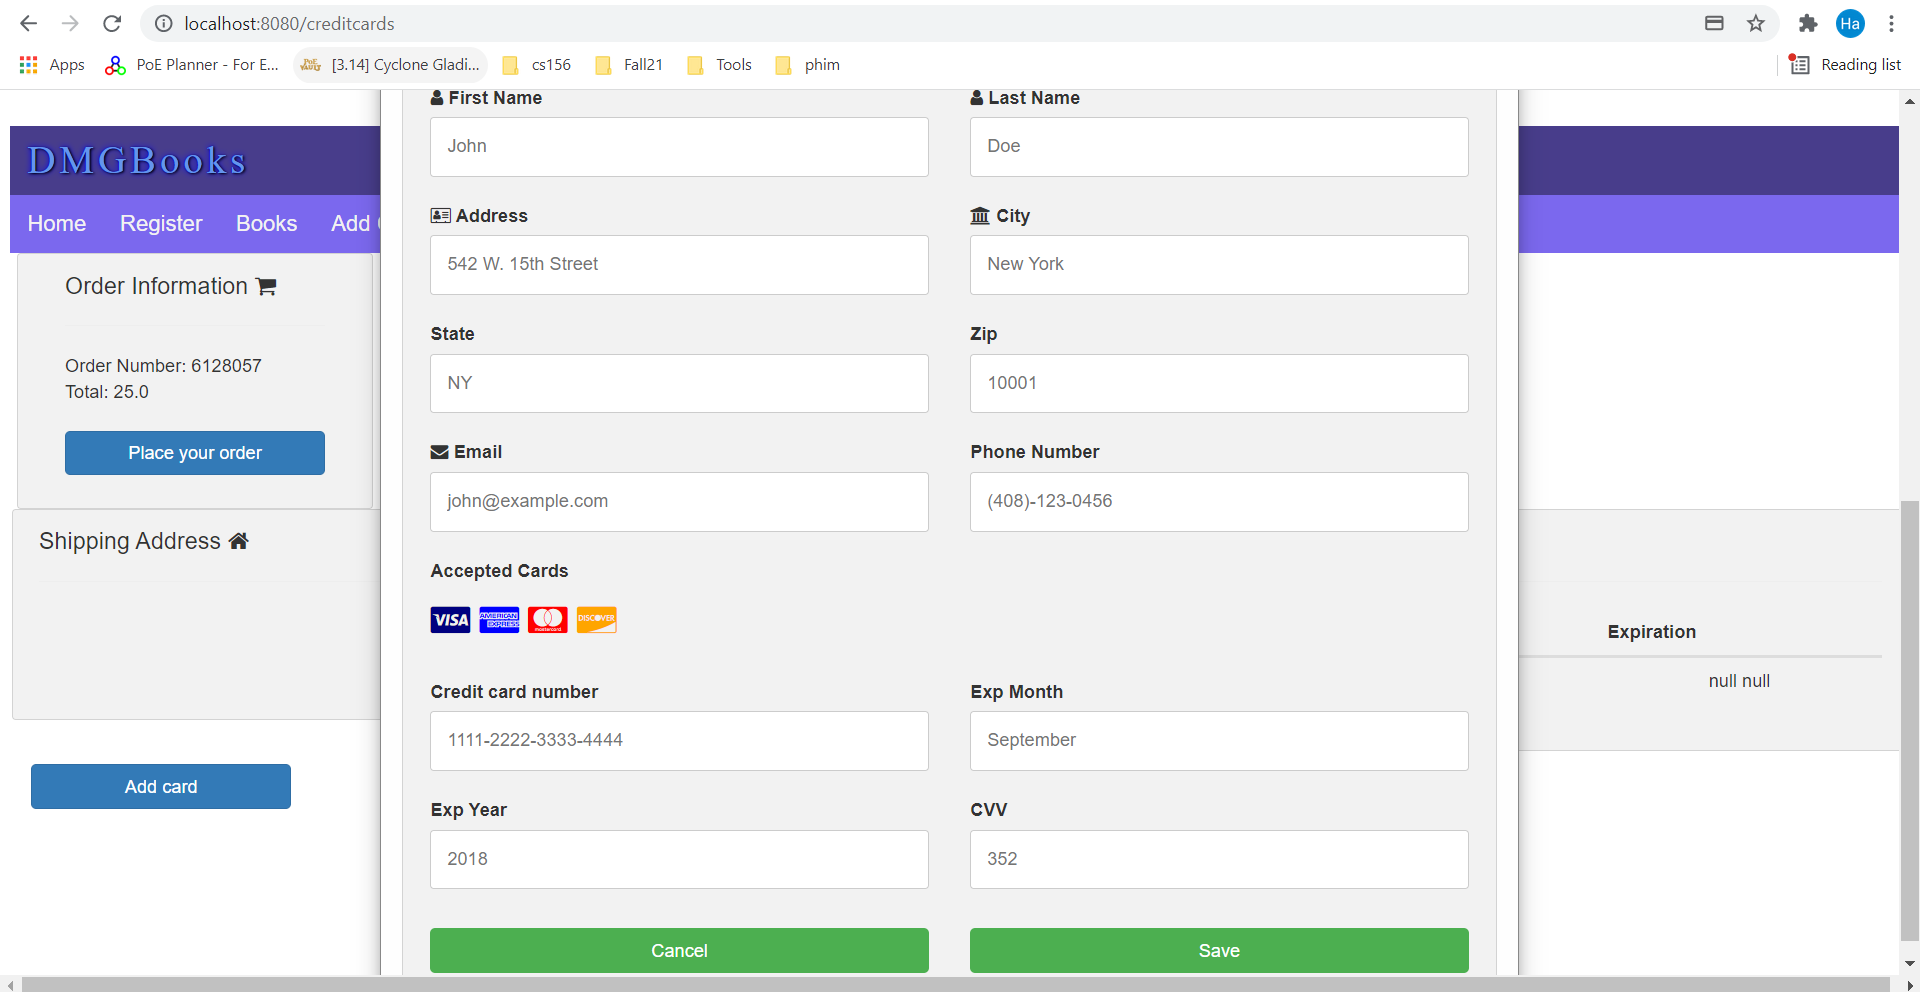 localhost:8080/creditcards
Ha
Apps
PoE Planner - For E...
[3.14] Cyclone Gladi...
cs156
Fall21
Tools
phim
Reading list
DMGBooks
Home Register Books Add
Order Information
Order Number: 6128057
Total: 25.0
Place your order
Shipping Address
Add card
First Name
Last Name
John
Doe
Address
City
542 W. 15th Street
New York
State
Zip
NY
10001
Email
Phone Number
john@example.com
(408)-123-0456
Accepted Cards
VISA
AMERICAN
EXPRESS
mastercard
DISCOVER
Credit card number
Exp Month
1111-2222-3333-4444
September
Exp Year
CVV
2018
352
Cancel
Save
Expiration
null null